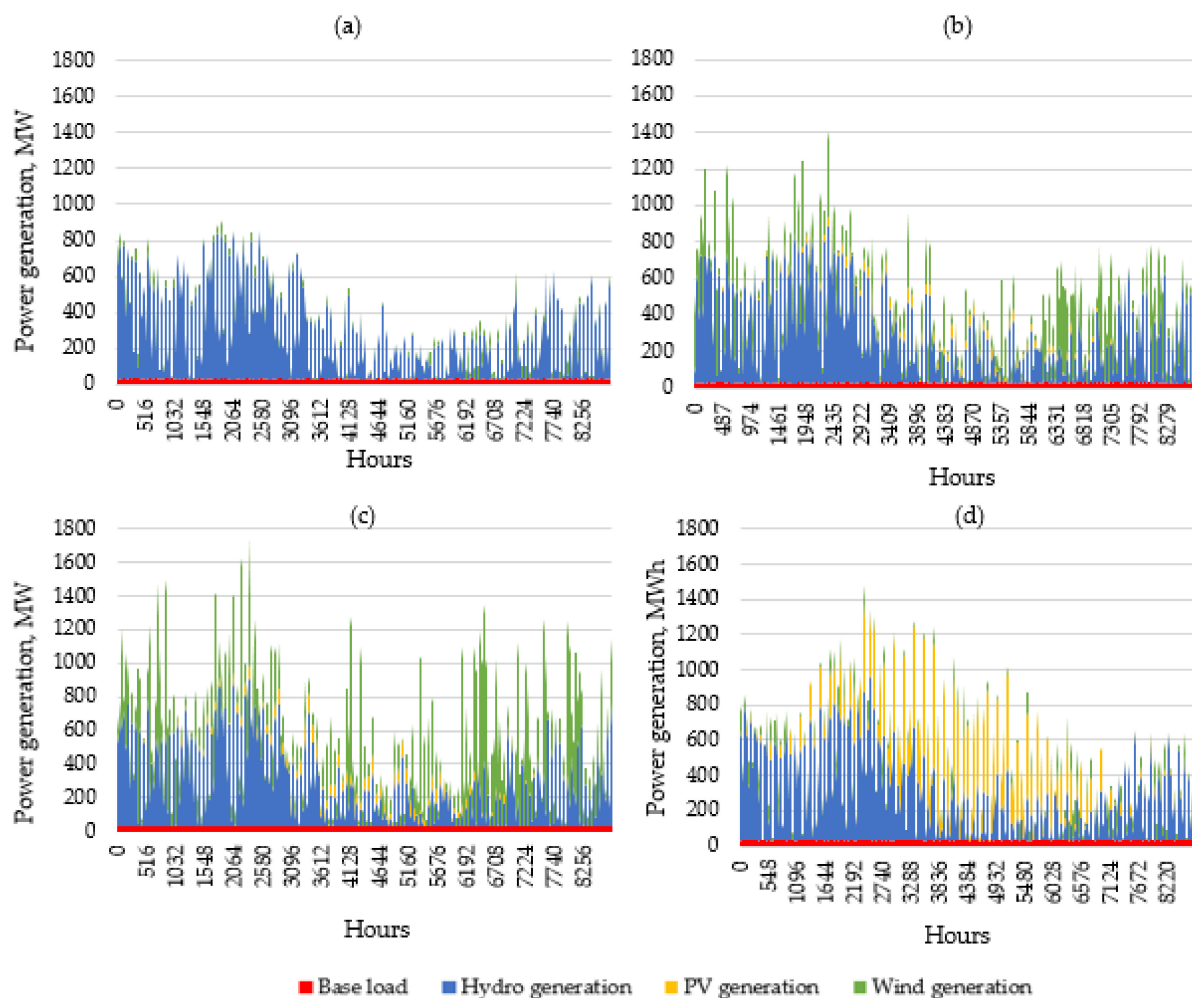 (a)
1800
1600
1400
1200
1000
800
600
400
200
0
Power generation, MW
0 516 1032 1548 2064 2580 3096 3612 4128 4644 5160 5676 6192 6708 7224 7740 8256
Hours
(b)
1800
1600
1400
1200
1000
800
600
400
200
0
0 487 974 1461 1948 2435 2922 3409 3896 4383 4870 5357 5844 6331 6818 7305 7792 8279
Hours
(c)
1800
1600
1400
1200
1000
800
600
400
200
0
Power generation, MW
0 516 1032 1548 2064 2580 3096 3612 4128 4644 5160 5676 6192 6708 7224 7740 8256
Hours
(d)
1800
1600
1400
1200
1000
800
600
400
200
0
Power generation, MWh
0 548 1096 1644 2192 2740 3288 3836 4384 4932 5480 6028 6576 7124 7672 8220
Hours
Base load Hydro generation PV generation Wind generation